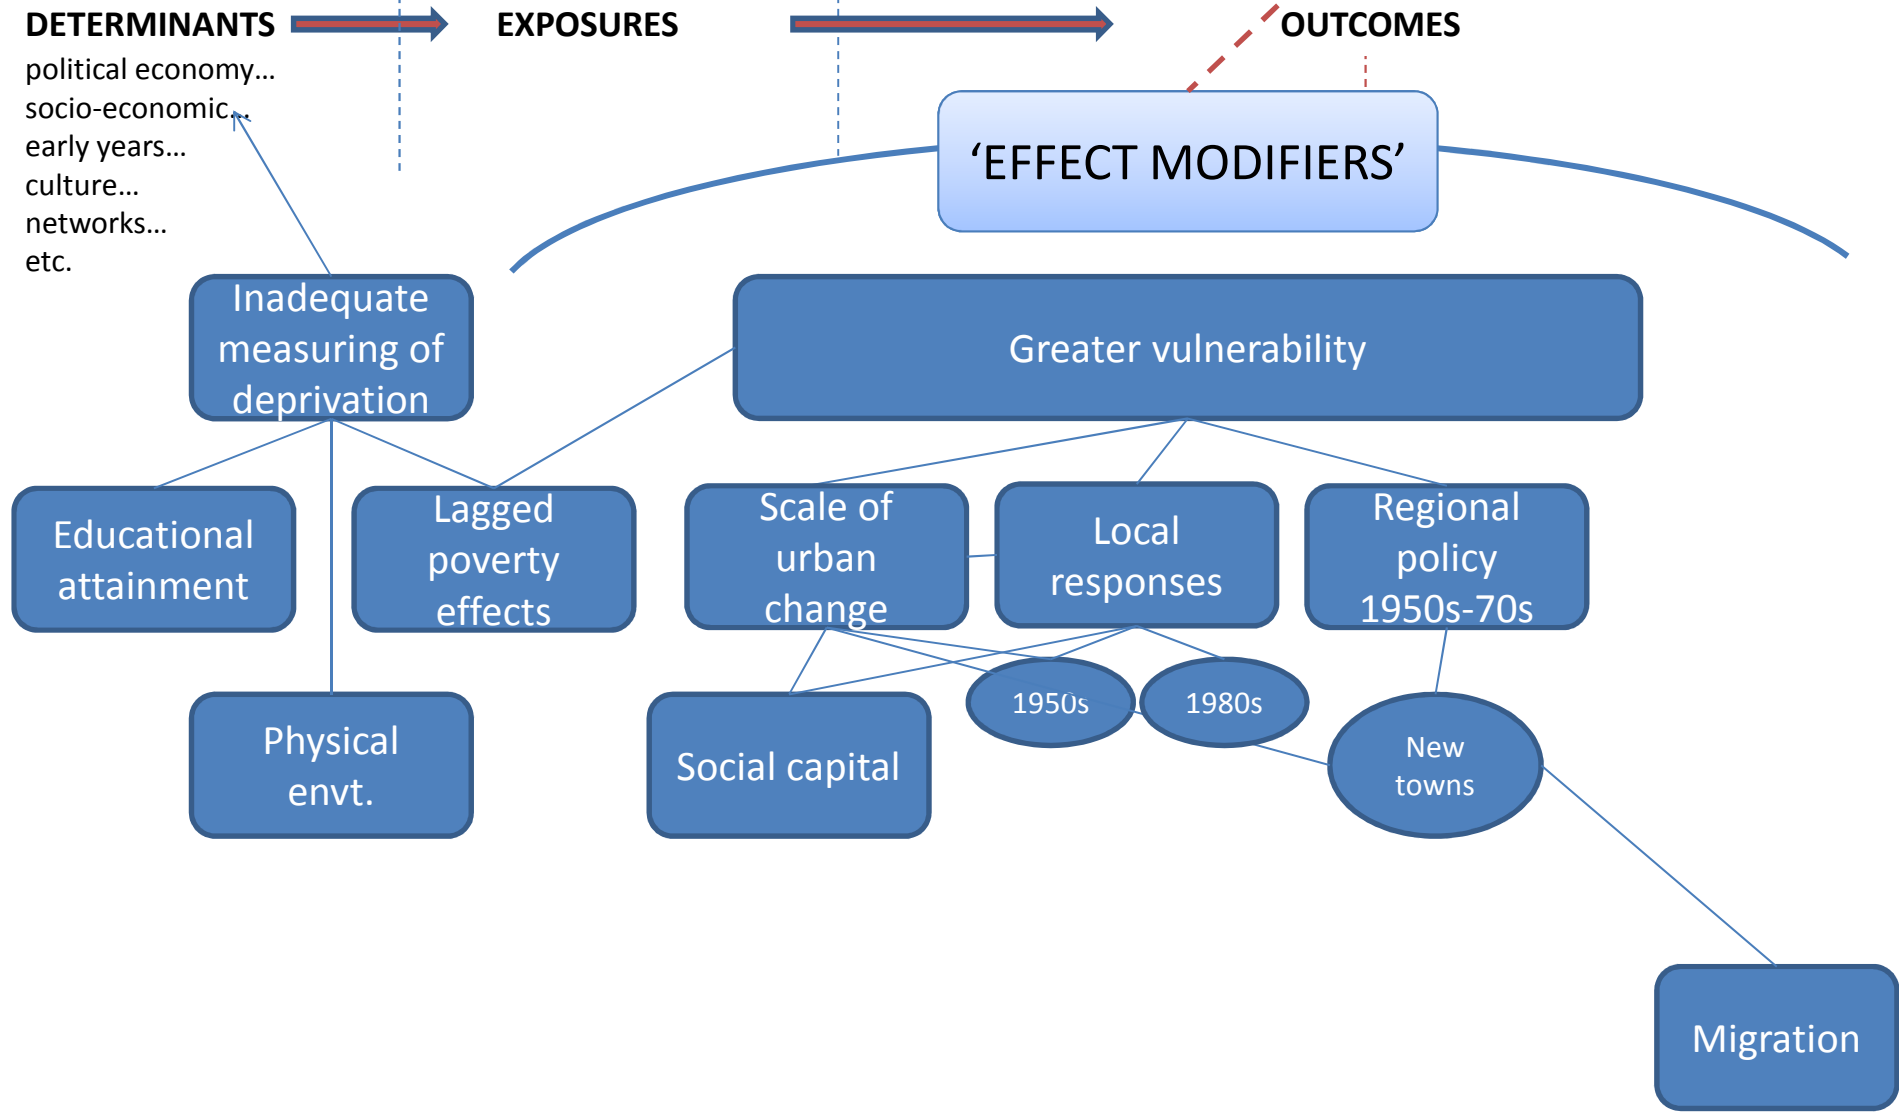 DETERMINANTS
EXPOSURES
OUTCOMES
political economy...
socio-economic...
early years...
culture...
networks...
etc.
‘EFFECT MODIFIERS’
Inadequate
measuring of
deprivation
Greater vulnerability
Educational
attainment
Lagged
poverty
effects
Scale of
urban
change
Local
responses
Regional
policy
1950s-70s
Physical
envt.
Social capital
1950s
1980s
New
towns
Migration